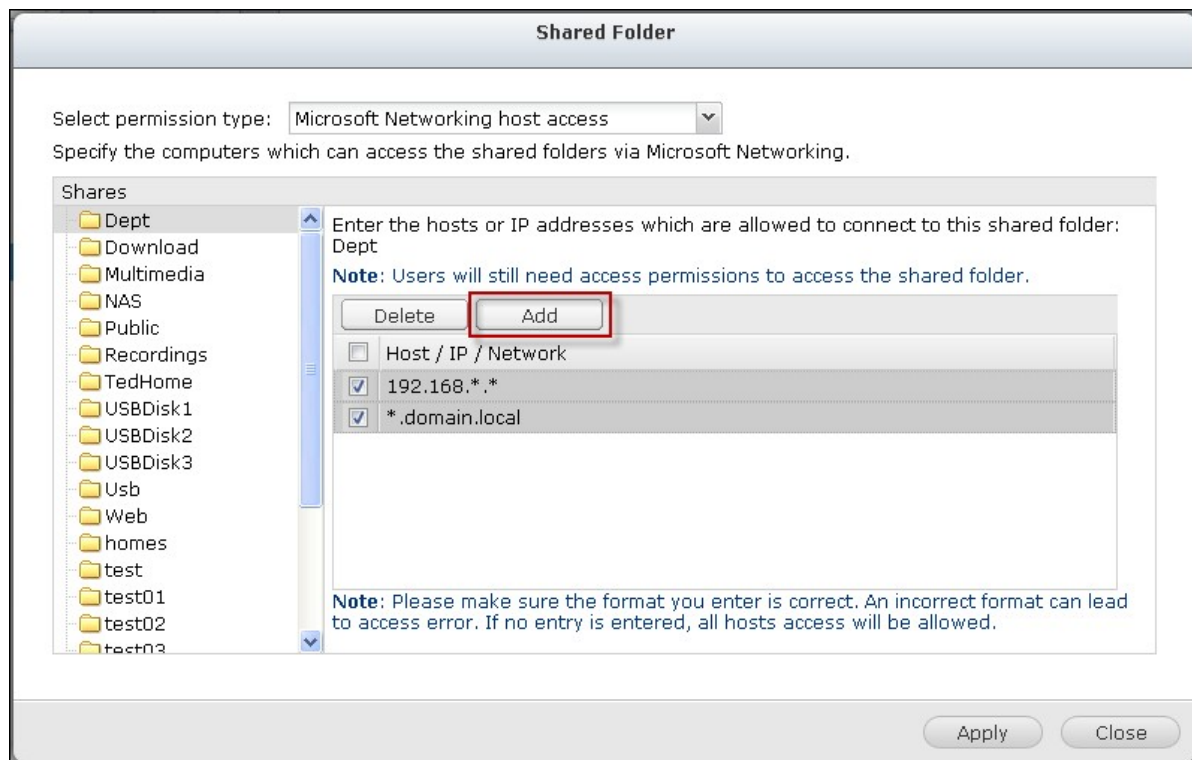 Shared Folder
Select permission type: Microsoft Networking host access
Specify the computers which can access the shared folders via Microsoft Networking.
Shares
Dept
Download
Multimedia
NAS
Public
Recordings
TedHome
USBDisk1
USBDisk2
USBDisk3
Usb
Web
homes
test
test01
test02
test03
Enter the hosts or IP addresses which are allowed to connect to this shared folder:
Dept
Note: Users will still need access permissions to access the shared folder.
Delete Add
Host / IP / Network
192.168.*.*
*.domain.local
Note: Please make sure the format you enter is correct. An incorrect format can lead
to access error. If no entry is entered, all hosts access will be allowed.
Apply Close